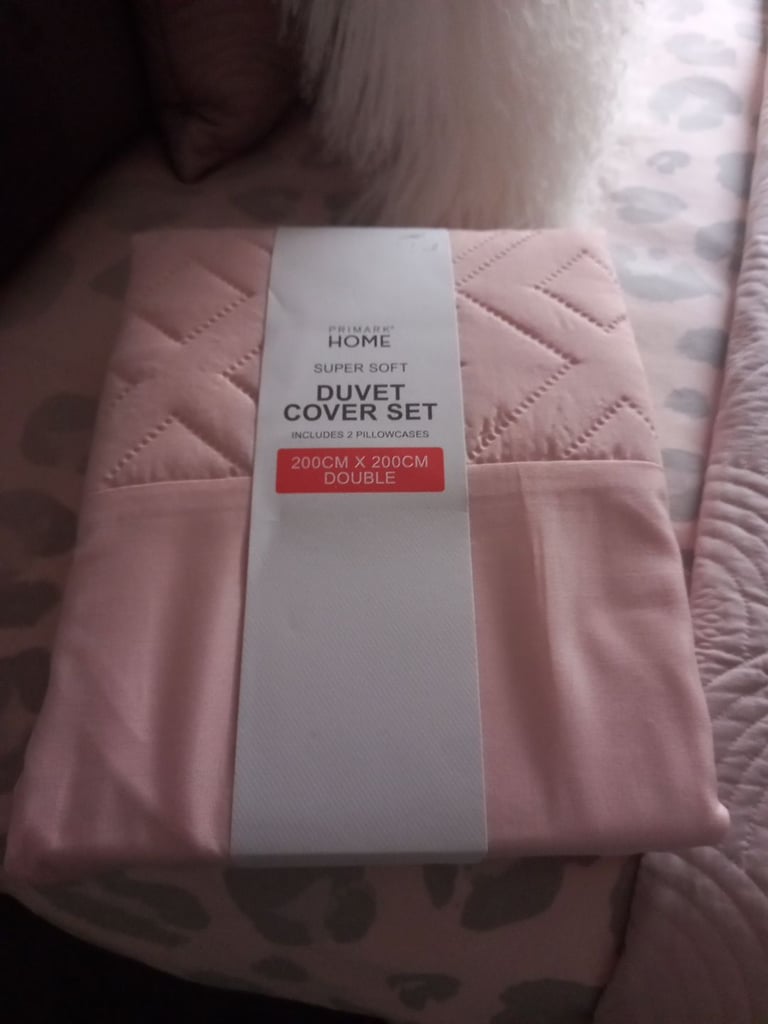 PRIMARK®
HOME
SUPER SOFT
DUVET
COVER SET
INCLUDES 2 PILLOWCASES
200CM X 200CM
DOUBLE